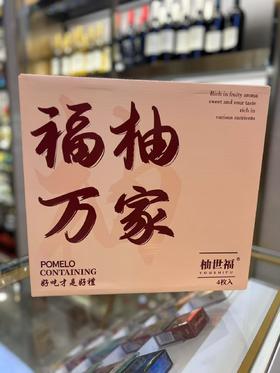 Rich in fruity aroma
sweet and sour taste
rich in
various nutrients
福柚
万家
POMELO
CONTAINING
好吃才是好禮
柚世福®
YOUSHIFU
4枚入